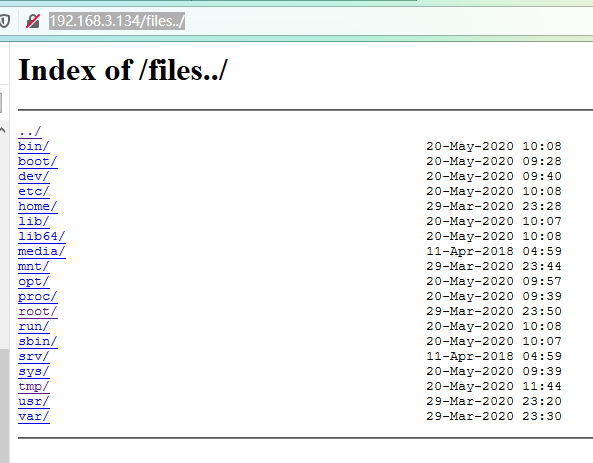 192.168.3.134/files../
Index of /files../
../
bin/ 20-May-2020 10:08
boot/ 20-May-2020 09:28
dev/ 20-May-2020 09:40
etc/ 20-May-2020 10:08
home/ 29-Mar-2020 23:28
lib/ 20-May-2020 10:07
lib64/ 20-May-2020 10:08
media/ 11-Apr-2018 04:59
mnt/ 29-Mar-2020 23:44
opt/ 20-May-2020 09:57
proc/ 20-May-2020 09:39
root/ 29-Mar-2020 23:50
run/ 20-May-2020 10:08
sbin/ 20-May-2020 10:07
srv/ 11-Apr-2018 04:59
sys/ 20-May-2020 09:39
tmp/ 20-May-2020 11:44
usr/ 29-Mar-2020 23:20
var/ 29-Mar-2020 23:30